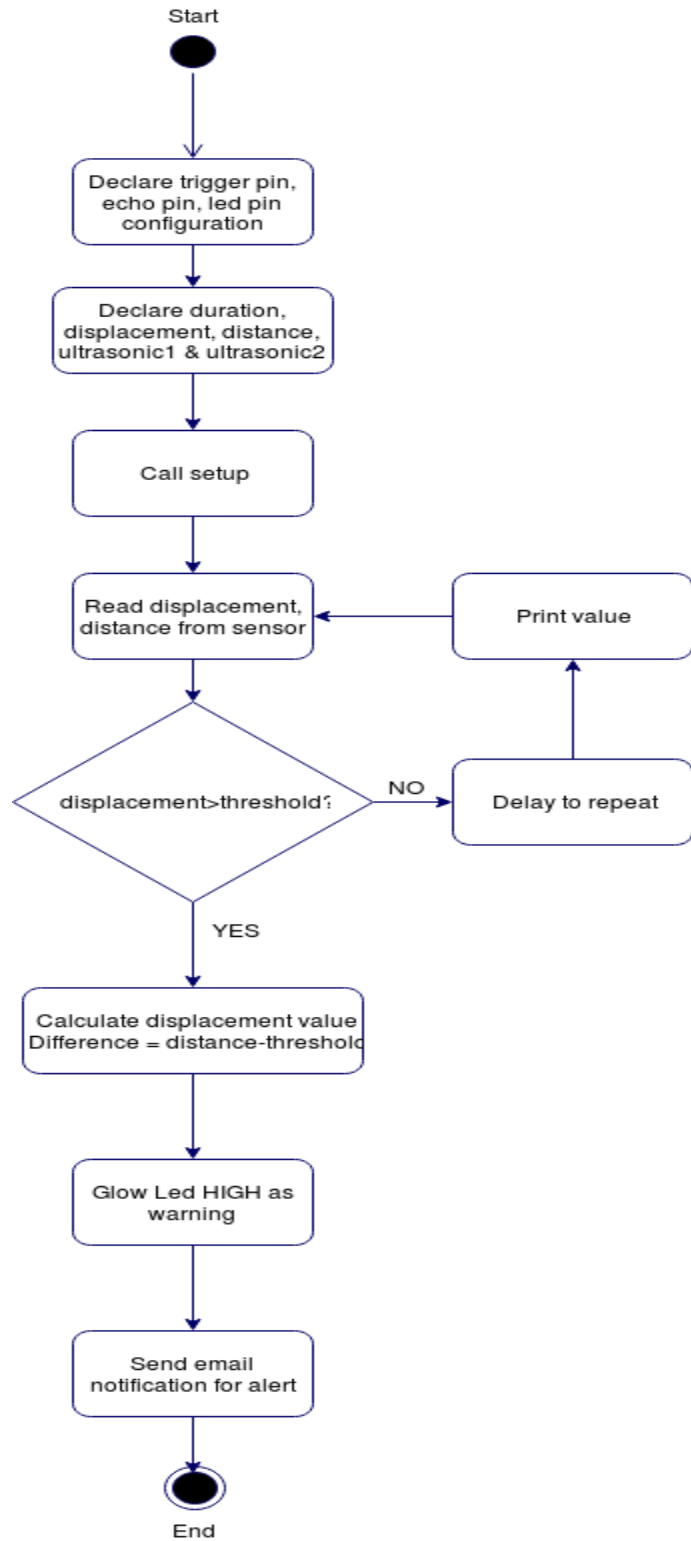 Start
Declare trigger pin,
echo pin, led pin
configuration
Declare duration,
displacement, distance,
ultrasonic1 & ultrasonic2
Call setup
Read displacement,
distance from sensor
Print value
displacement>threshold?
NO
Delay to repeat
YES
Calculate displacement value
Difference = distance-threshold
Glow Led HIGH as
warning
Send email
notification for alert
End